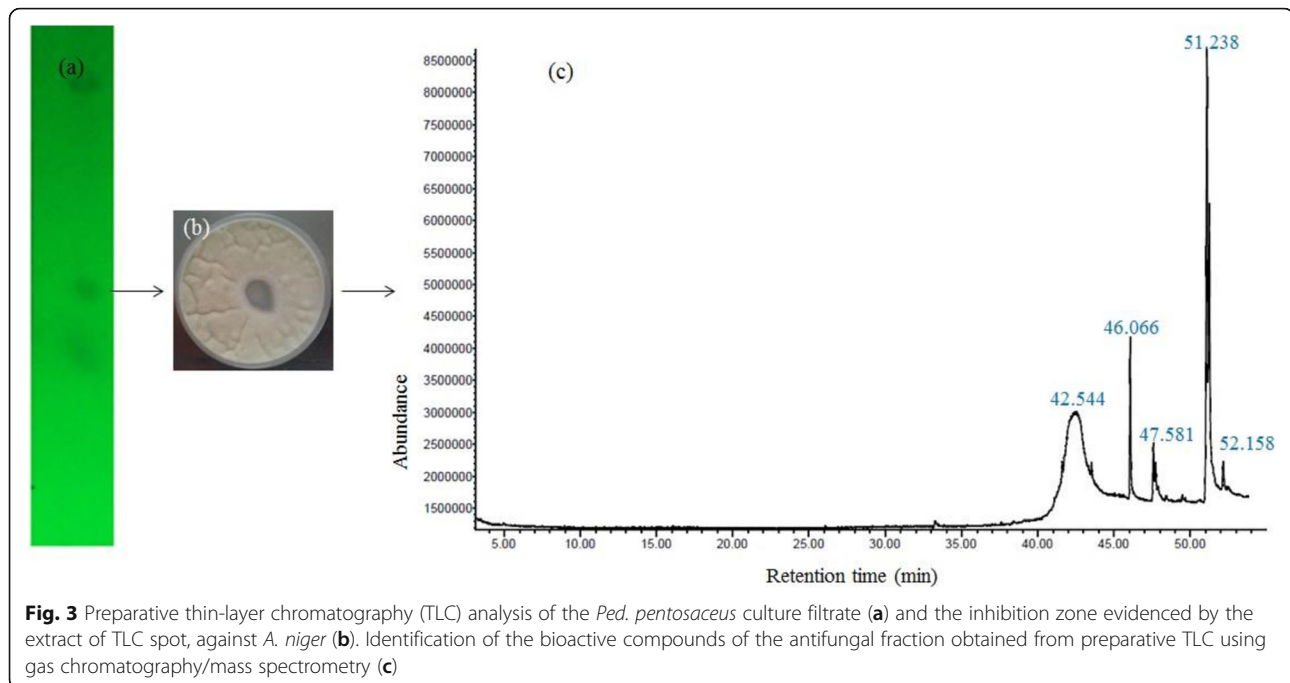 (a)
(b)
(c)
51.238
46.066
42.544
47.581
52.158
8500000
8000000
7500000
7000000
6500000
6000000
5500000
5000000
4500000
4000000
3500000
3000000
2500000
2000000
1500000
Abundance
5.00 10.00 15.00 20.00 25.00 30.00 35.00 40.00 45.00 50.00
Retention time (min)
Fig. 3 Preparative thin-layer chromatography (TLC) analysis of the Ped. pentosaceus culture filtrate (a) and the inhibition zone evidenced by the
extract of TLC spot, against A. niger (b). Identification of the bioactive compounds of the antifungal fraction obtained from preparative TLC using
gas chromatography/mass spectrometry (c)